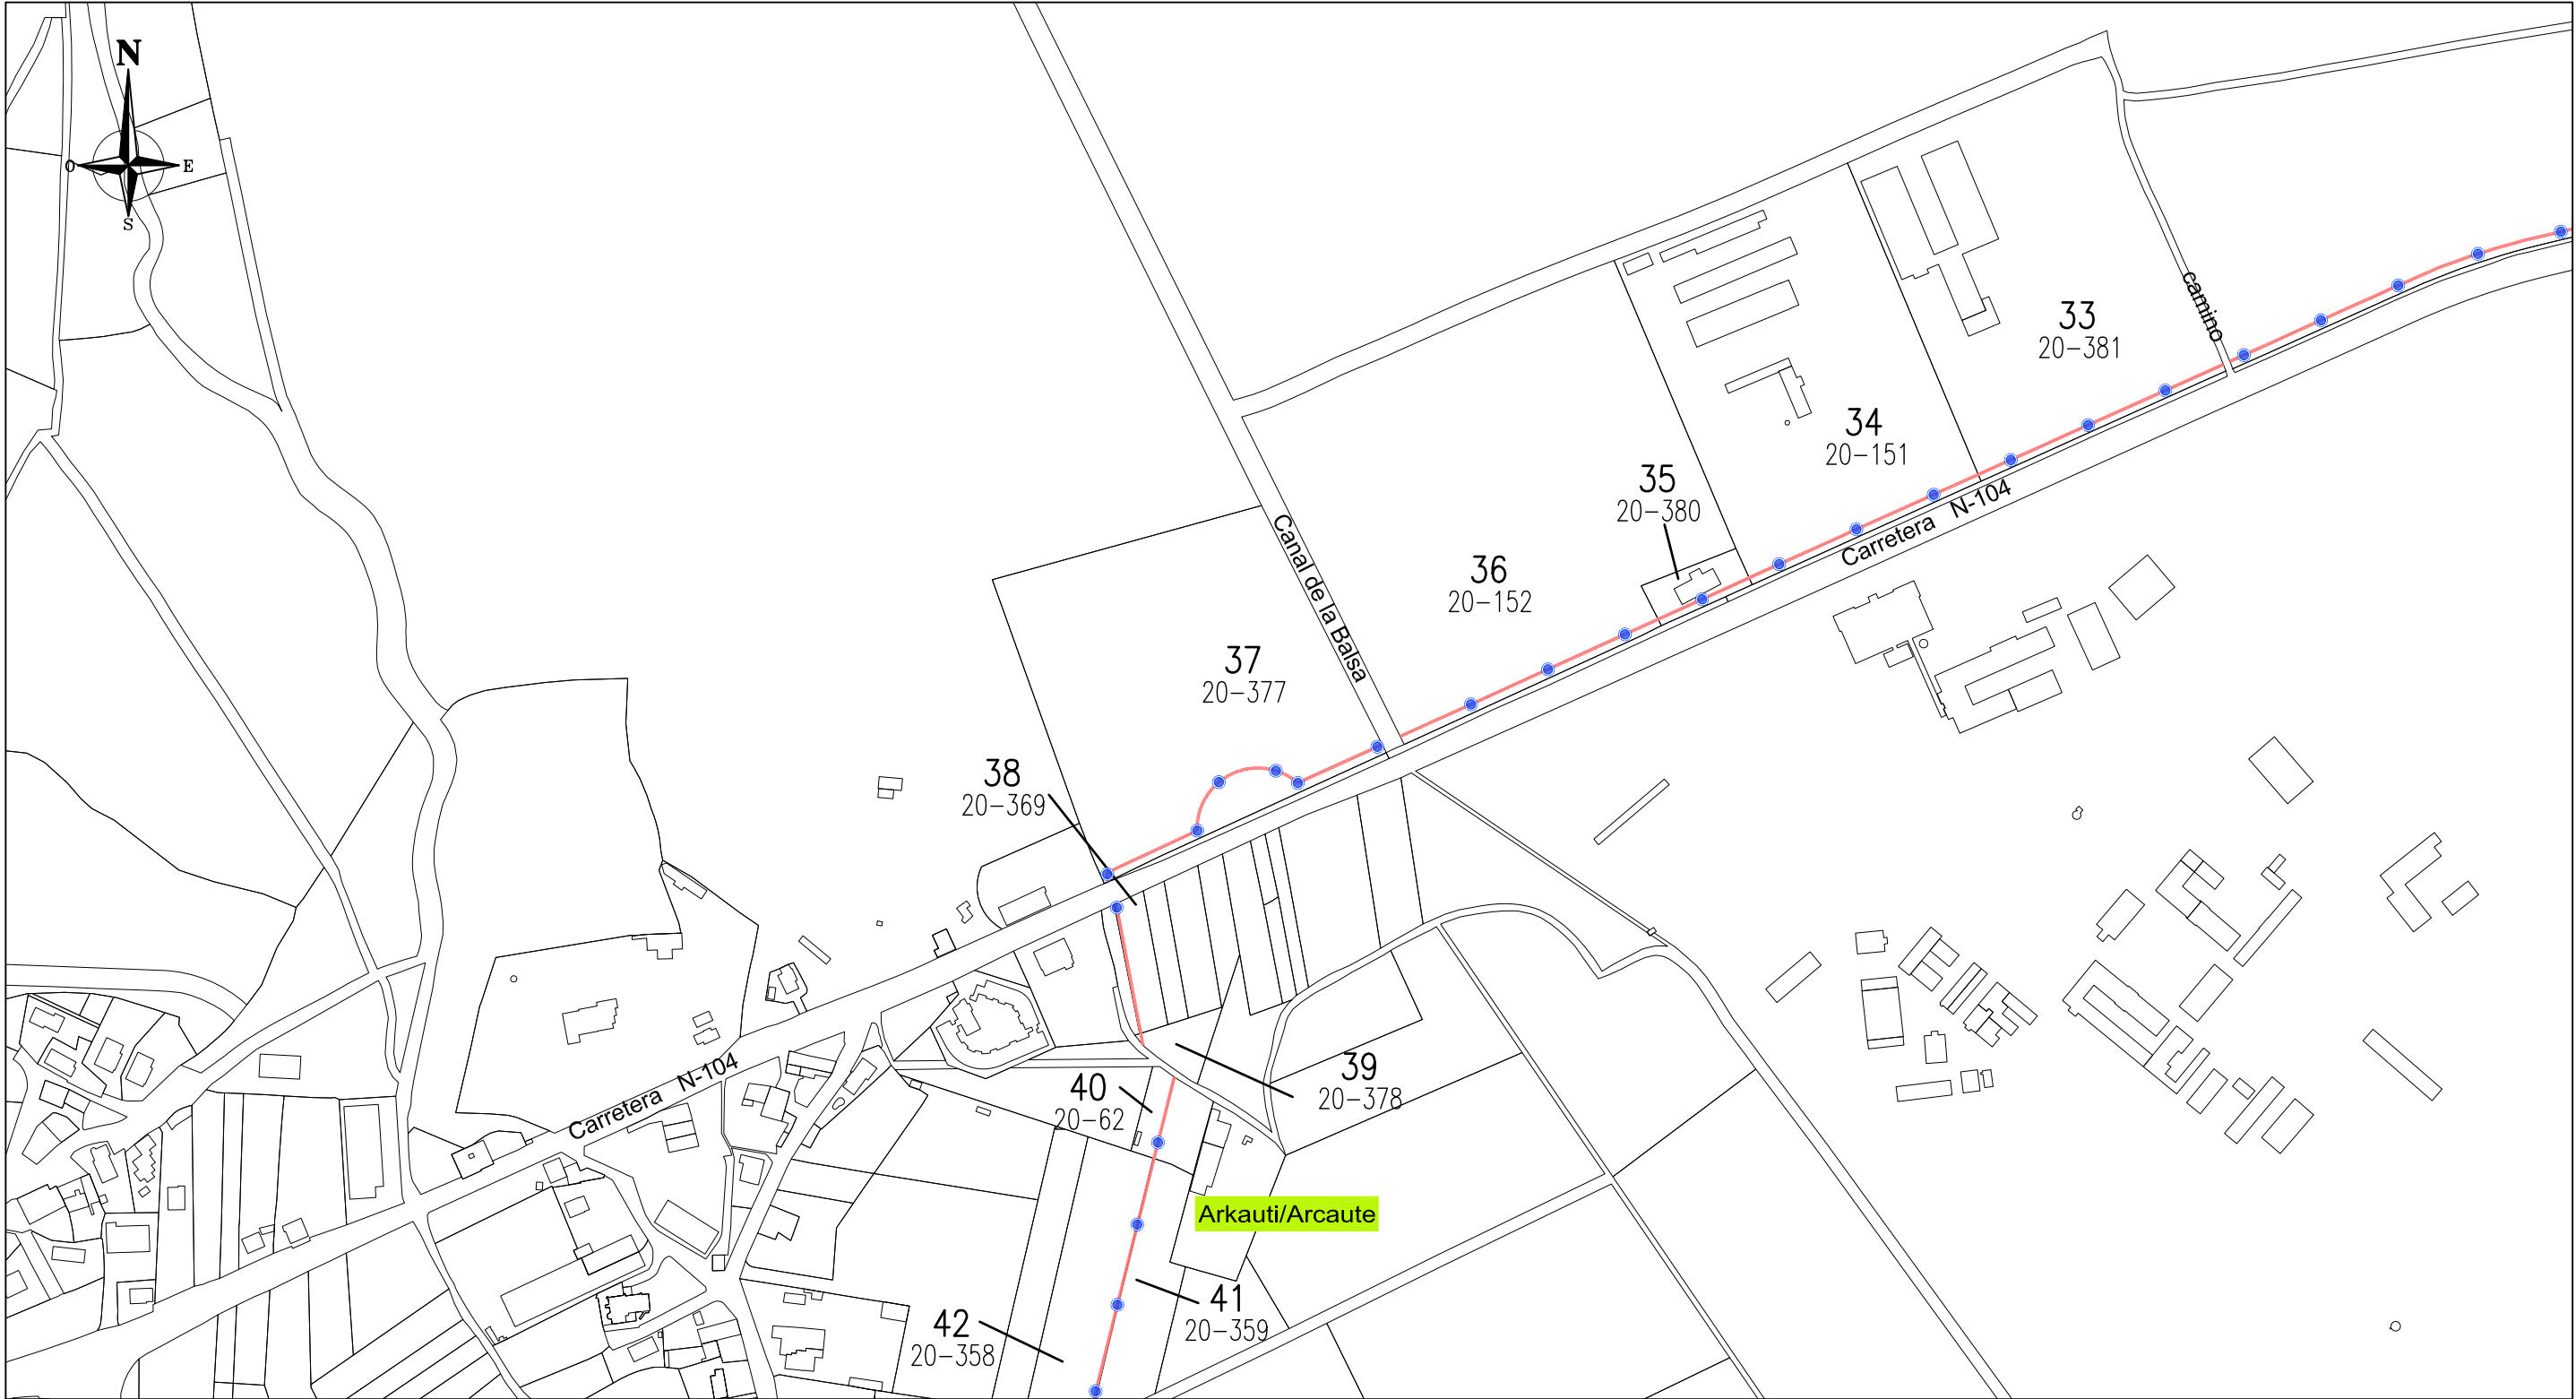 N
O
E
S
camino
33
20-381
34
20-151
Carretera N-104
35
20-380
Canal de la Balsa
36
20-152
37
20-377
38
20-369
39
20-378
40
20-62
Carretera N-104
Arkauti/Arcaute
41
20-359
42
20-358